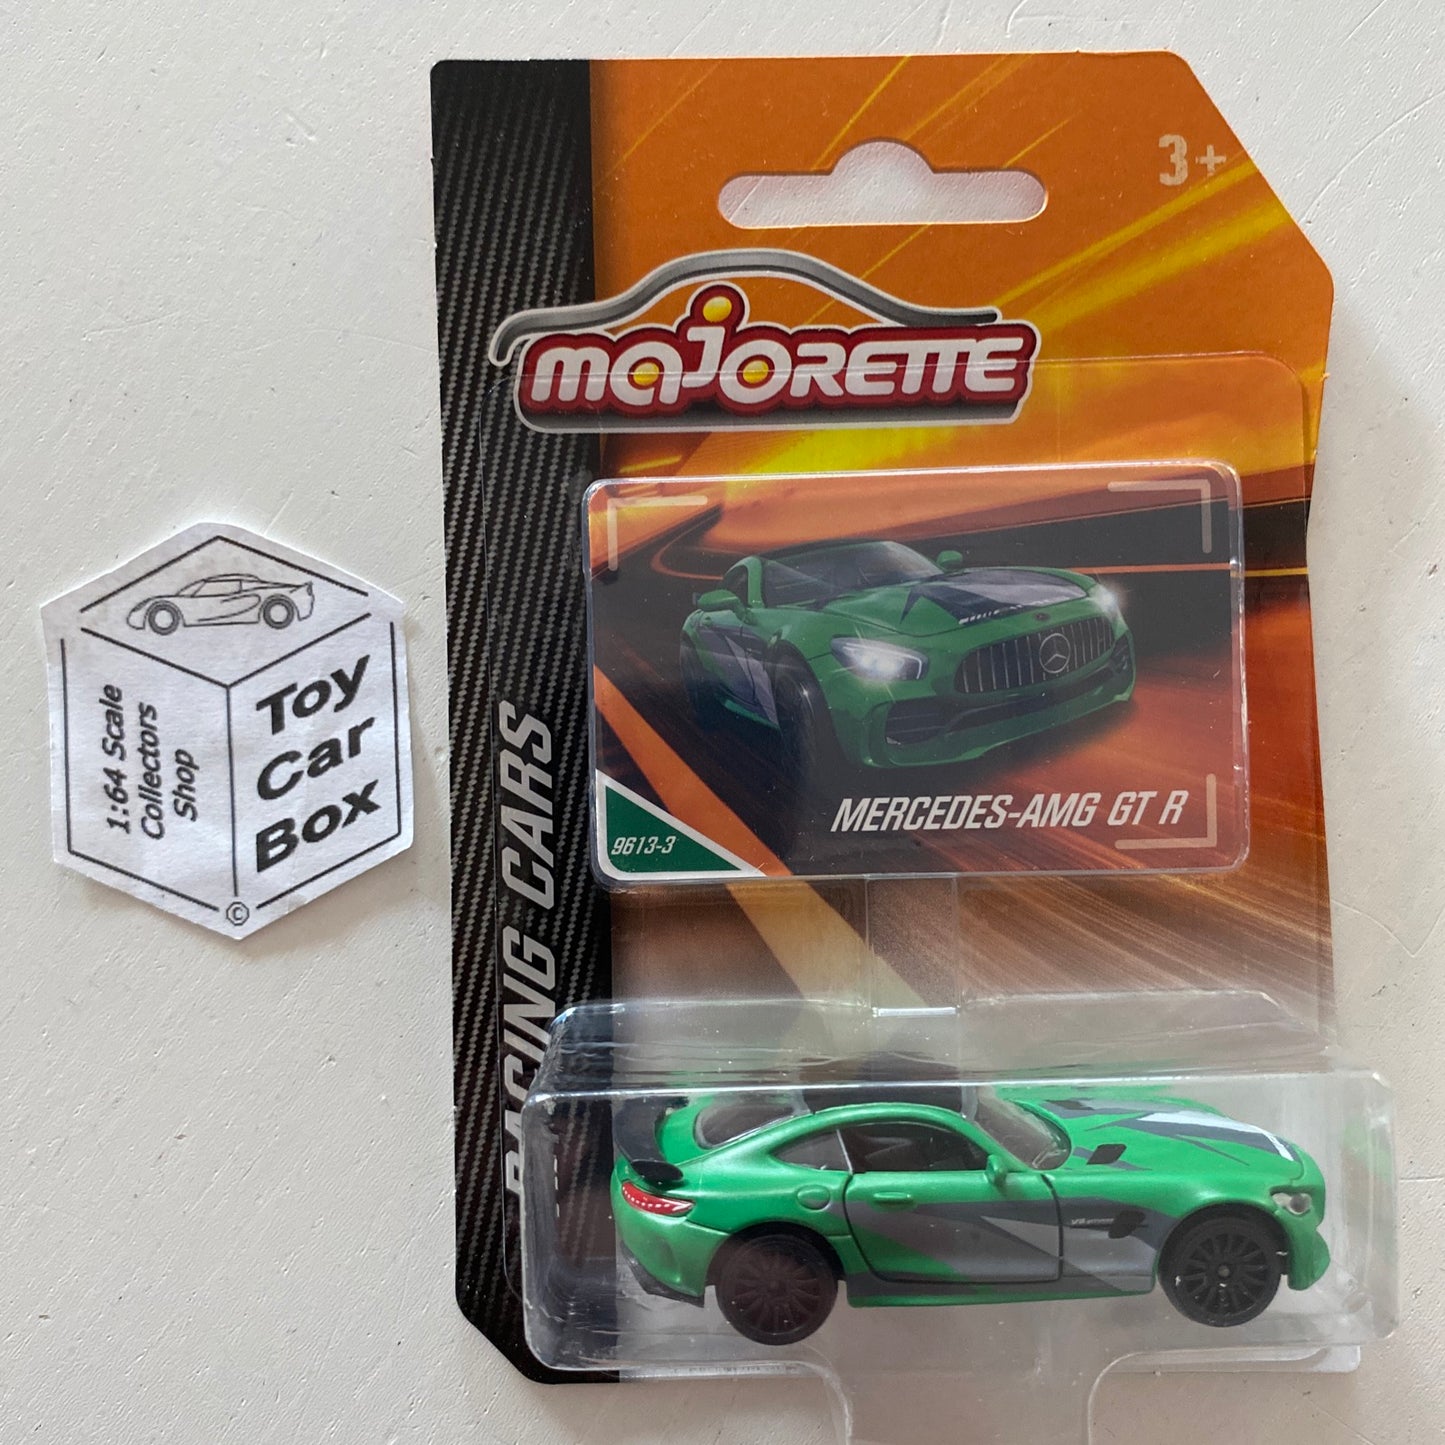 3+
majorette
MERCEDES-AMG GT R
9613-3
RACING CARS
1:64 Scale
Collectors
Shop
Toy
Car
Box
©